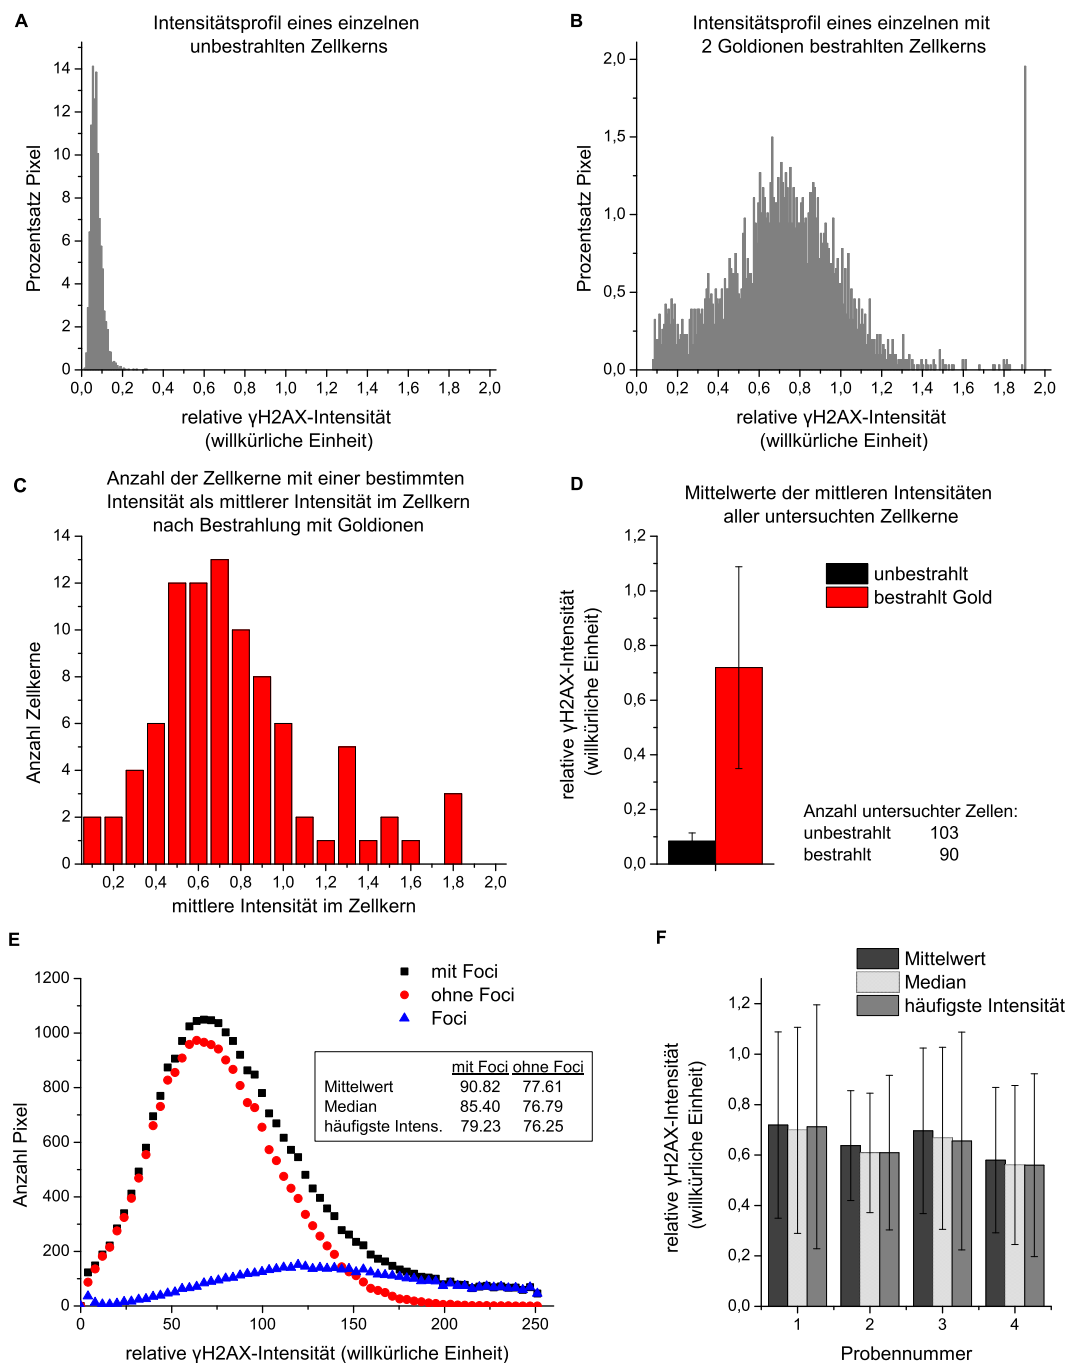 A
Intensitätsprofil eines einzelnen
unbestrahlten Zellkerns
Prozentsatz Pixel
14
12
10
8
6
4
2
0
0,0 0,2 0,4 0,6 0,8 1,0 1,2 1,4 1,6 1,8 2,0
relative γH2AX-Intensität
(willkürliche Einheit)
B
Intensitätsprofil eines einzelnen mit
2 Goldionen bestrahlten Zellkerns
Prozentsatz Pixel
2,0
1,5
1,0
0,5
0,0
0,0 0,2 0,4 0,6 0,8 1,0 1,2 1,4 1,6 1,8 2,0
relative γH2AX-Intensität
(willkürliche Einheit)
C
Anzahl der Zellkerne mit einer bestimmten
Intensität als mittlerer Intensität im Zellkern
nach Bestrahlung mit Goldionen
Anzahl Zellkerne
14
12
10
8
6
4
2
0
0,2 0,4 0,6 0,8 1,0 1,2 1,4 1,6 1,8 2,0
mittlere Intensität im Zellkern
D
Mittelwerte der mittleren Intensitäten
aller untersuchten Zellkerne
relative γH2AX-Intensität
(willkürliche Einheit)
1,2
1,0
0,8
0,6
0,4
0,2
0,0
unbestrahlt
bestrahlt Gold
Anzahl untersuchter Zellen:
unbestrahlt 103
bestrahlt 90
E
Anzahl Pixel
1200
1000
800
600
400
200
0
0 50 100 150 200 250
relative γH2AX-Intensität (willkürliche Einheit)
mit Foci
ohne Foci
Foci
mit Foci ohne Foci
Mittelwert 90.82 77.61
Median 85.40 76.79
häufigste Intens. 79.23 76.25
F
Mittelwert
Median
häufigste Intensität
relative γH2AX-Intensität
(willkürliche Einheit)
1,2
1,0
0,8
0,6
0,4
0,2
0,0
1 2 3 4
Probennummer